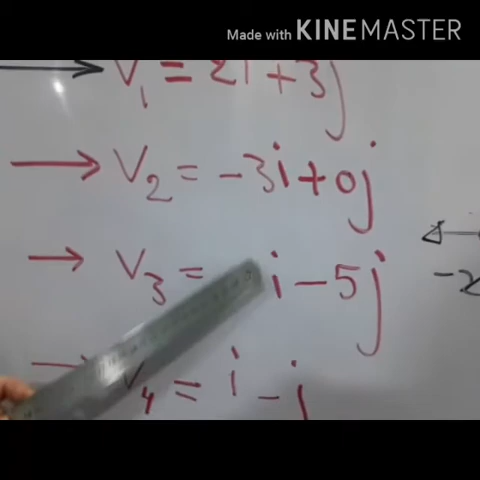 Made with KINEMASTER
→ V₁ = 2i + 3j
→ V₂ = -3i + 0j
→ V₃ = i - 5j
→ V₄ = i - j